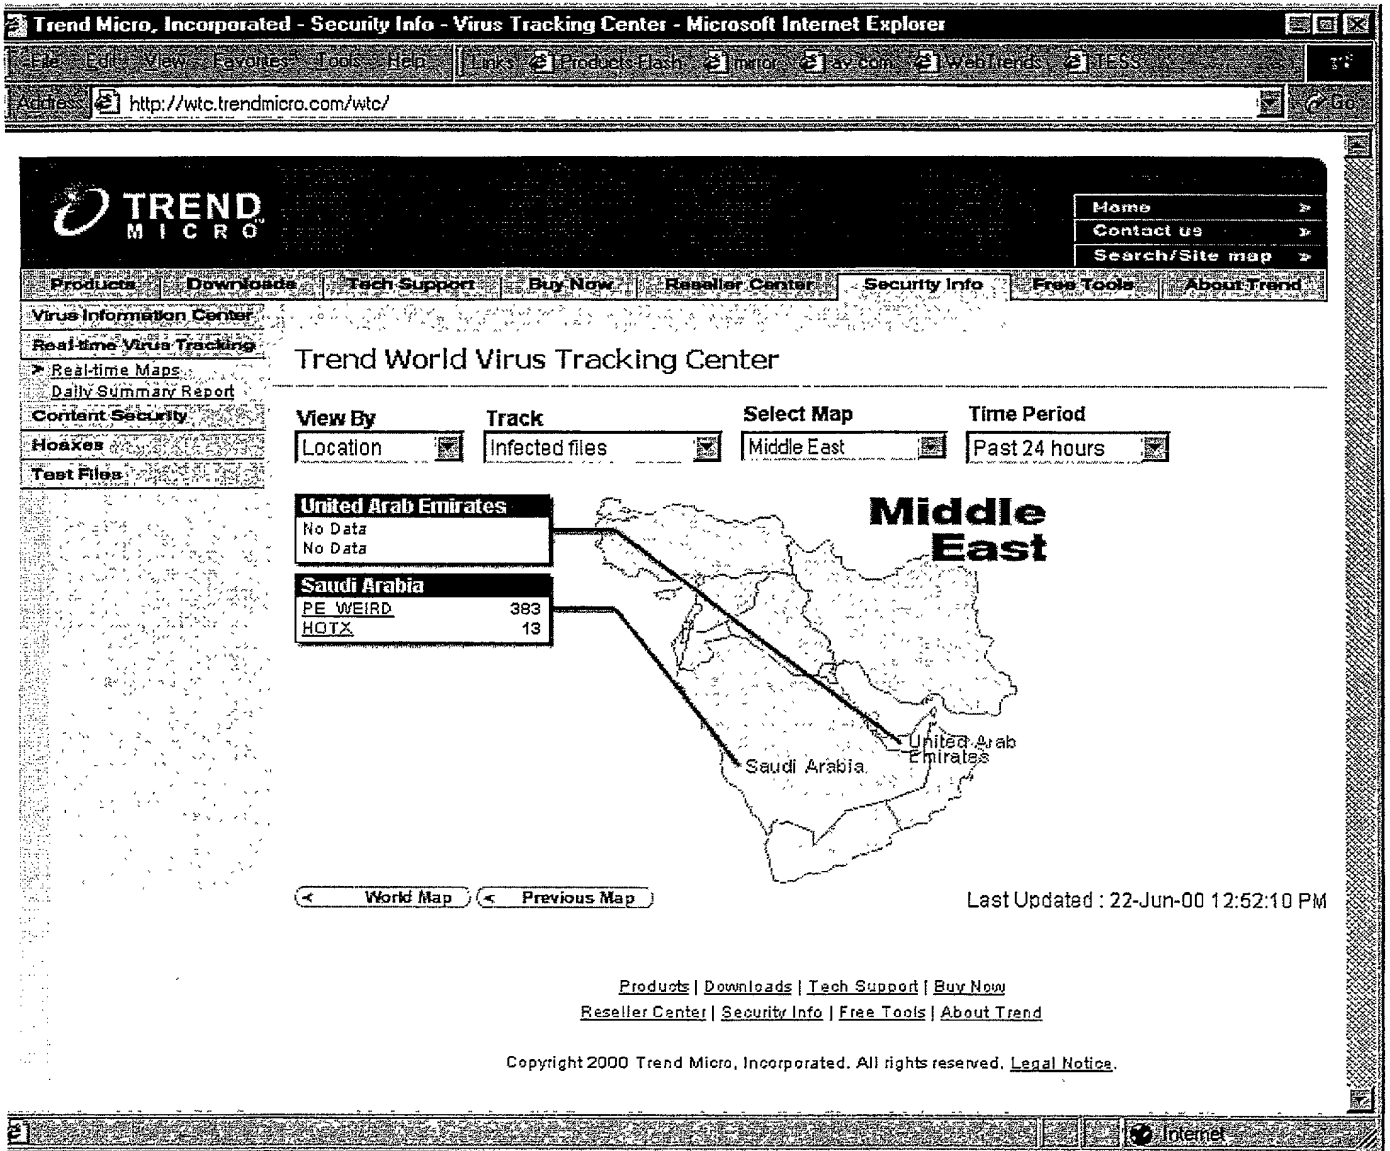 Trend Micro, Incorporated - Security Info - Virus Tracking Center - Microsoft Internet Explorer
File Edit View Favorites Tools Help Links Products Flash mirror av.com WebTrends TESS
Address http://wtc.trendmicro.com/wtc/ Go
TREND MICRO™
Home
Contact us
Search/Site map
Products Downloads Tech Support Buy Now Reseller Center Security Info Free Tools About Trend
Virus Information Center
Real-time Virus Tracking
Real-time Maps
Daily Summary Report
Content Security
Hoaxes
Test Files
Trend World Virus Tracking Center
View By Track Select Map Time Period
Location Infected files Middle East Past 24 hours
United Arab Emirates
No Data
No Data
Saudi Arabia
PE_WEIRD 383
HOTX 13
Middle
East
United Arab
Emirates
Saudi Arabia
< World Map < Previous Map
Last Updated : 22-Jun-00 12:52:10 PM
Products | Downloads | Tech Support | Buy Now
Reseller Center | Security Info | Free Tools | About Trend
Copyright 2000 Trend Micro, Incorporated. All rights reserved. Legal Notice.
Internet